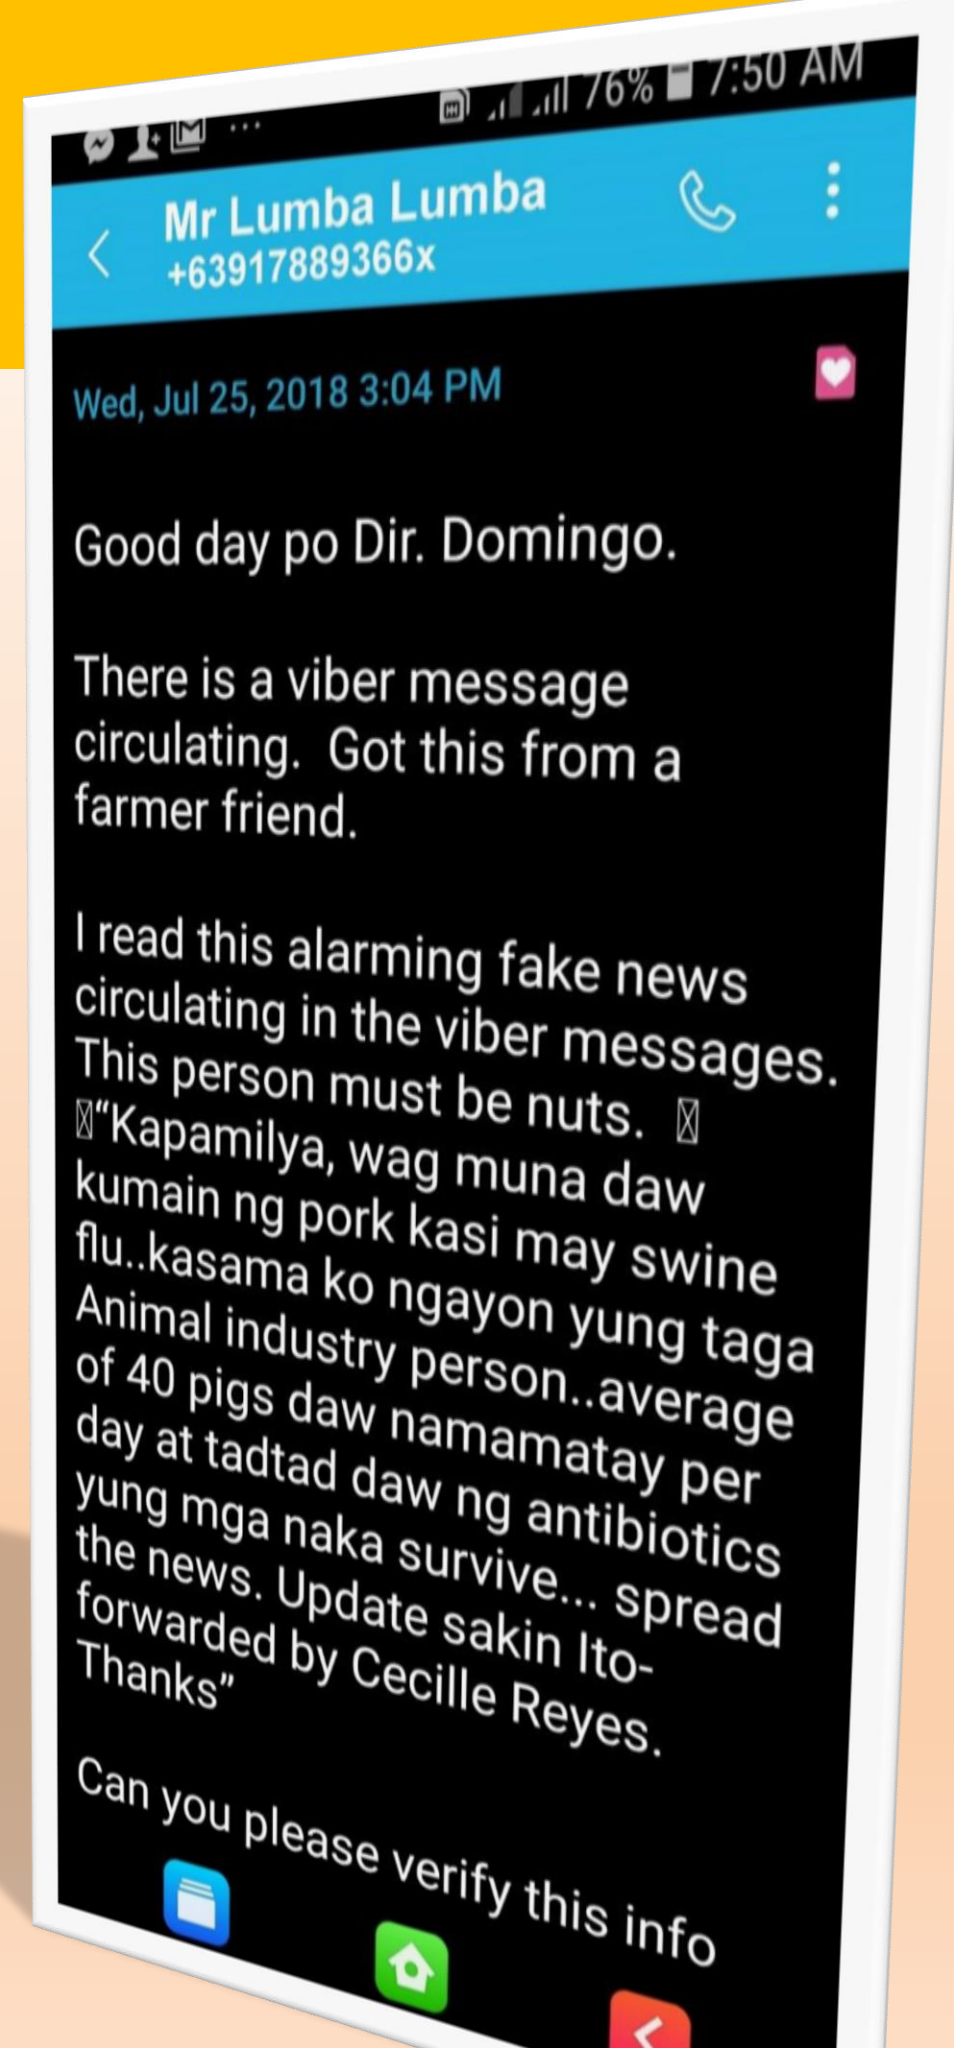 ... 76% 7:50 AM
Mr Lumba Lumba
+63917889366x
Wed, Jul 25, 2018 3:04 PM
Good day po Dir. Domingo.
There is a viber message
circulating.  Got this from a
farmer friend.
I read this alarming fake news
circulating in the viber messages.
This person must be nuts.
“Kapamilya, wag muna daw
kumain ng pork kasi may swine
flu..kasama ko ngayon yung taga
Animal industry person..average
of 40 pigs daw namamatay per
day at tadtad daw ng antibiotics
yung mga naka survive... spread
the news. Update sakin Ito-
forwarded by Cecille Reyes.
Thanks”
Can you please verify this info